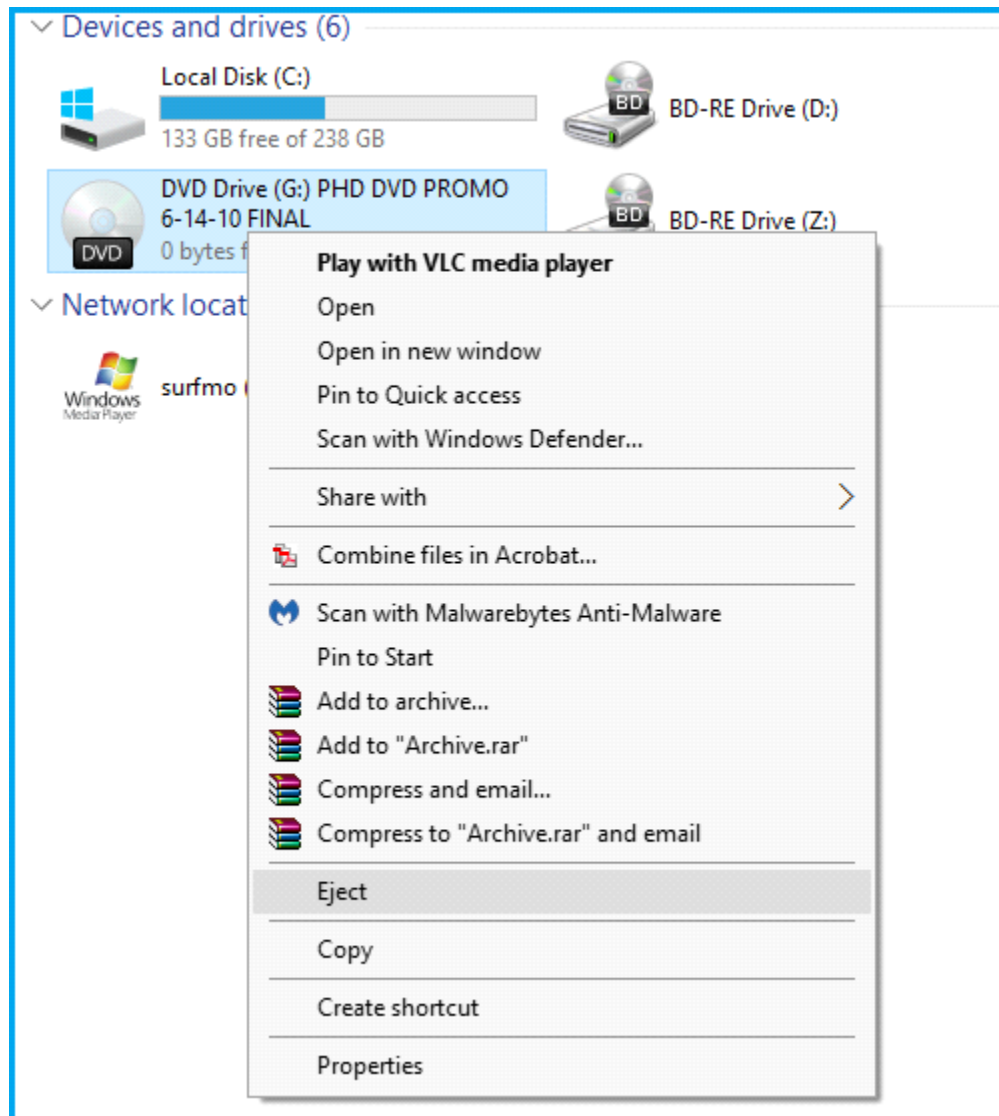 Devices and drives (6)
Local Disk (C:)
133 GB free of 238 GB
BD
BD-RE Drive (D:)
DVD Drive (G:) PHD DVD PROMO
6-14-10 FINAL
0 bytes f
DVD
BD
BD-RE Drive (Z:)
Network locat
Windows
Media Player
surfmo (
Play with VLC media player
Open
Open in new window
Pin to Quick access
Scan with Windows Defender...
Share with
Combine files in Acrobat...
Scan with Malwarebytes Anti-Malware
Pin to Start
Add to archive...
Add to "Archive.rar"
Compress and email...
Compress to "Archive.rar" and email
Eject
Copy
Create shortcut
Properties